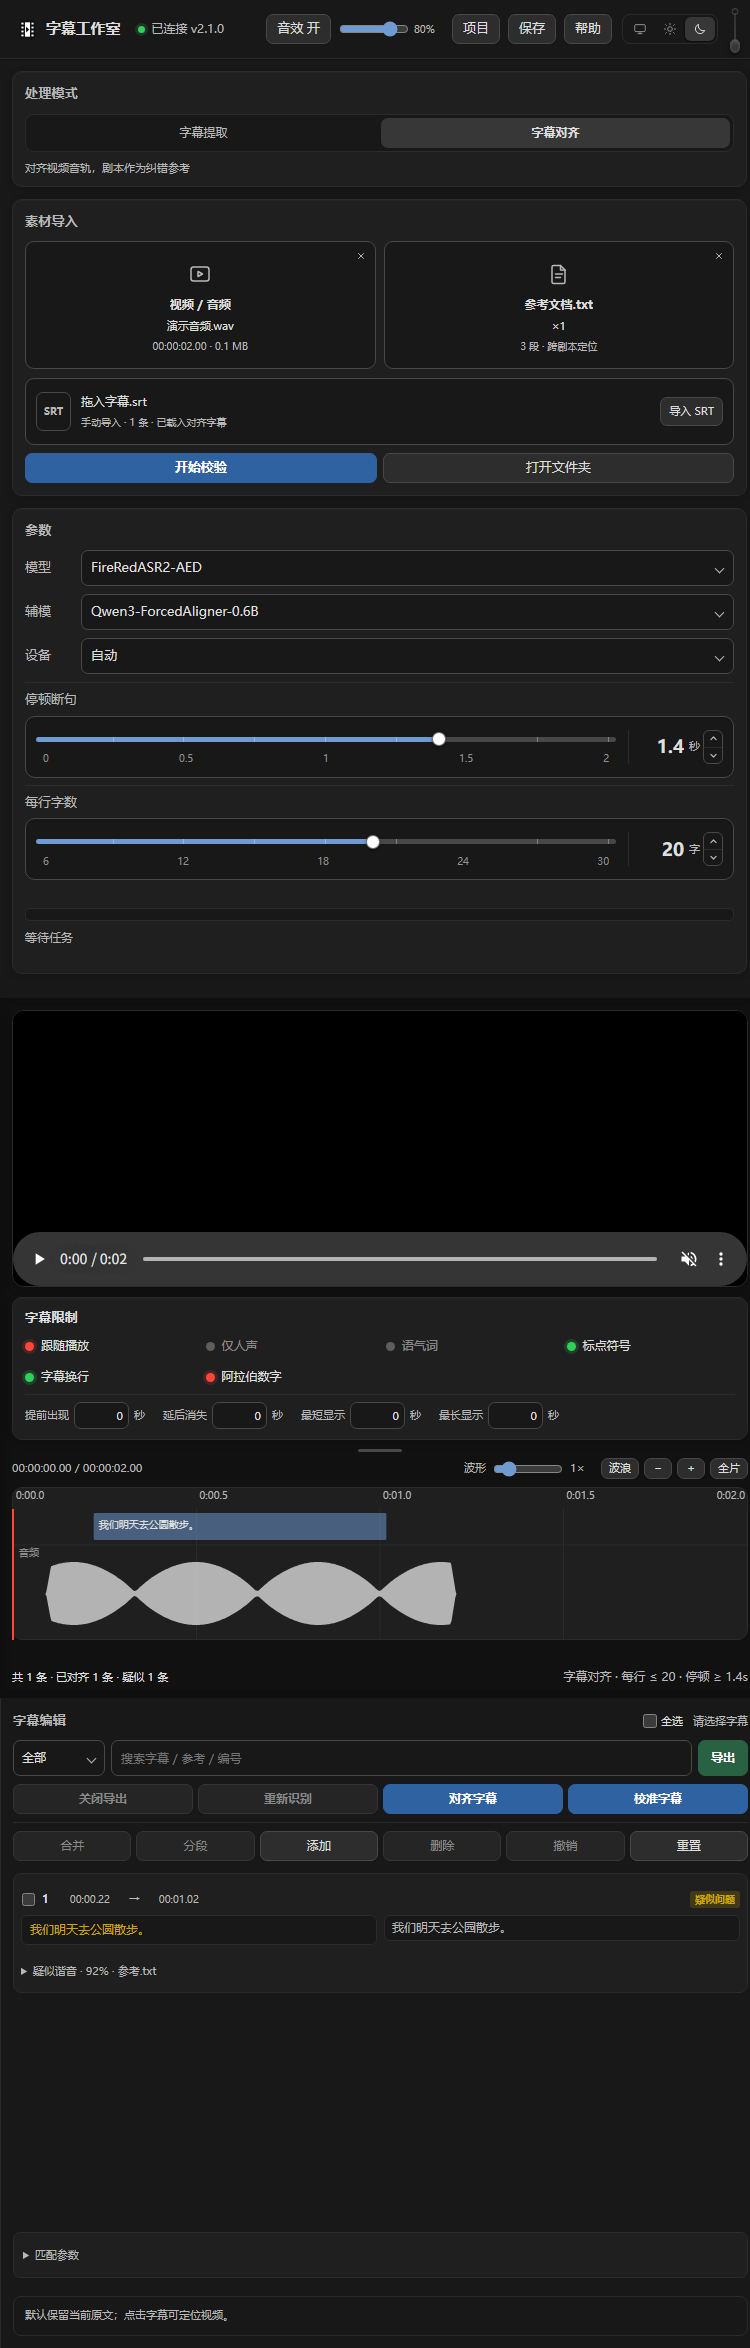 字幕工作室 已连接 v2.1.0 音效 开 80% 项目 保存 帮助
处理模式
字幕提取 字幕对齐
对齐视频音轨，剧本作为纠错参考
素材导入
× ×
视频 / 音频 参考文档.txt
演示音频.wav ×1
00:00:02.00 · 0.1 MB 3 段 · 跨剧本定位
SRT 拖入字幕.srt 导入 SRT
手动导入 · 1 条 · 已载入对齐字幕
开始校验 打开文件夹
参数
模型 FireRedASR2-AED
辅模 Qwen3-ForcedAligner-0.6B
设备 自动
停顿断句
1.4 秒
0 0.5 1 1.5 2
每行字数
20 字
6 12 18 24 30
等待任务
0:00 / 0:02
字幕限制
跟随播放 仅人声 语气词 标点符号
字幕换行 阿拉伯数字
提前出现 0 秒 延后消失 0 秒 最短显示 0 秒 最长显示 0 秒
00:00:00.00 / 00:00:02.00 波形 1× 波浪 − + 全片
0:00.0 0:00.5 0:01.0 0:01.5 0:02.0
我们明天去公圆散步。
音频
共 1 条 · 已对齐 1 条 · 疑似 1 条 字幕对齐 · 每行 ≤ 20 · 停顿 ≥ 1.4s
字幕编辑 全选 请选择字幕
全部 搜索字幕 / 参考 / 编号 导出
关闭导出 重新识别 对齐字幕 校准字幕
合并 分段 添加 删除 撤销 重置
1 00:00.22 → 00:01.02 疑似问题
我们明天去公圆散步。 我们明天去公园散步。
▶ 疑似谐音 · 92% · 参考.txt
▶ 匹配参数
默认保留当前原文；点击字幕可定位视频。